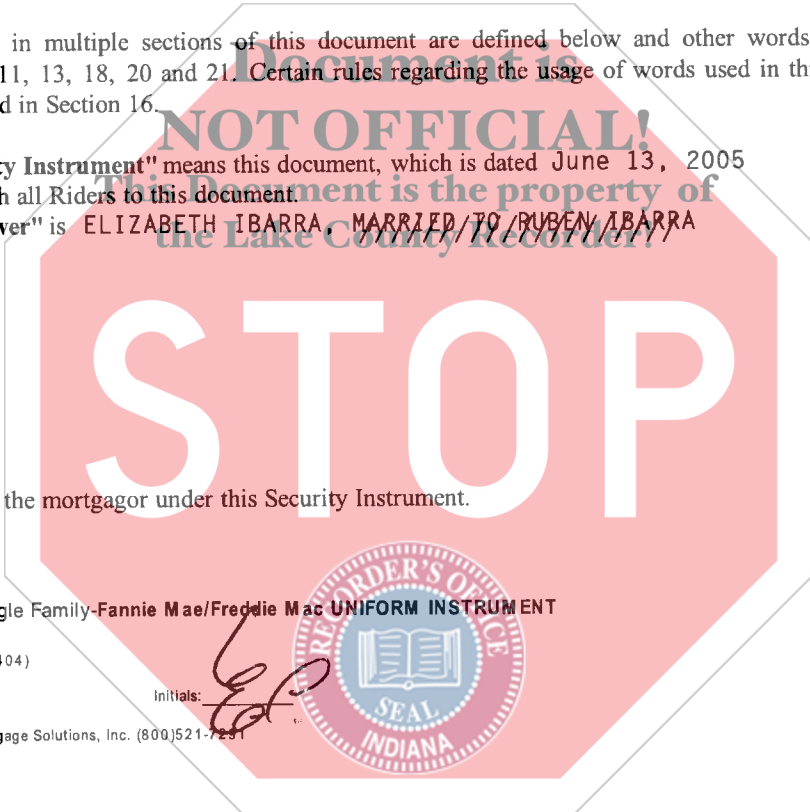 in multiple sections of this document are defined below and other words
11, 13, 18, 20 and 21. Certain rules regarding the usage of words used in th
d in Section 16.
Document is
NOT OFFICIAL!
This Document is the property of
the Lake County Recorder!
ty Instrument" means this document, which is dated June 13, 2005
h all Riders to this document.
wer" is ELIZABETH IBARRA, MARRIED TO RUBEN IBARRA
STOP
the mortgagor under this Security Instrument.
gle Family-Fannie Mae/Freddie Mac UNIFORM INSTRUMENT
404)
Initials:
gage Solutions, Inc. (800)521-7291
RECORDER'S OFFICE
SEAL
INDIANA